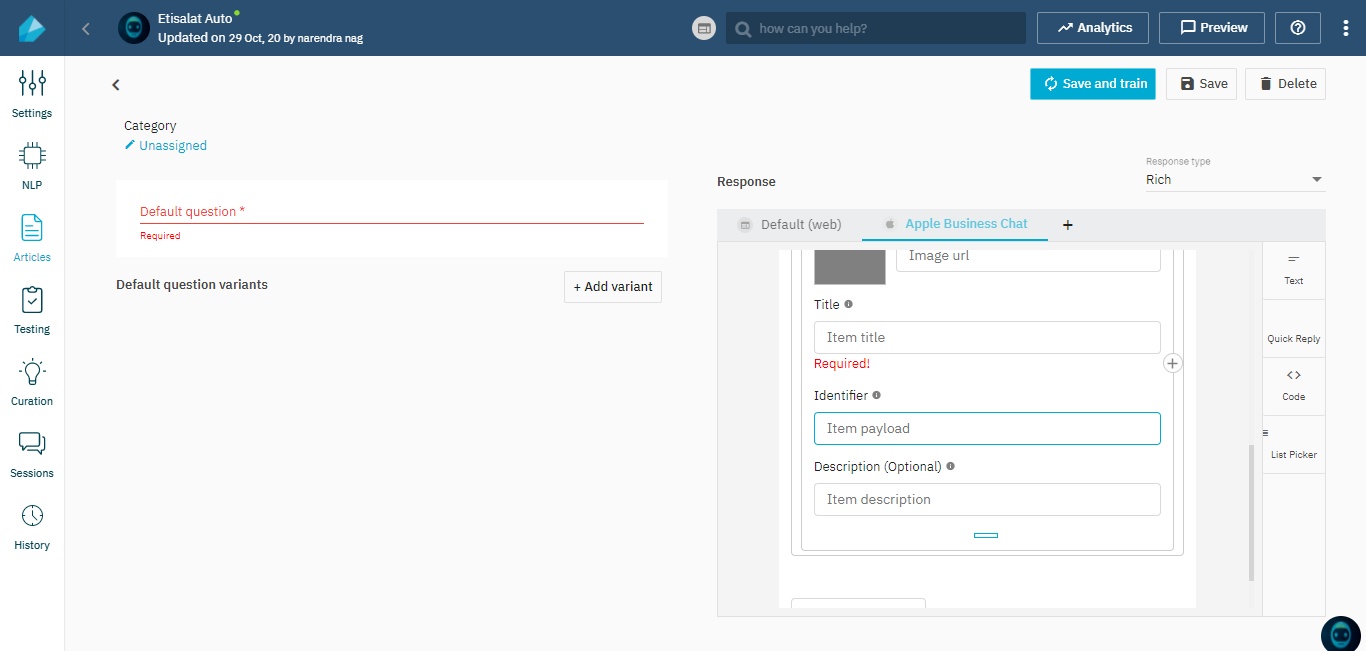 Etisalat Auto
Updated on 29 Oct, 20 by narendra nag
how can you help?
Analytics
Preview
Settings
NLP
Articles
Testing
Curation
Sessions
History
Save and train
Save
Delete
Category
Unassigned
Default question *
Required
Default question variants
+ Add variant
Response
Response type
Rich
Default (web)
Apple Business Chat
+
Image url
Title
Item title
Required!
Identifier
Item payload
Description (Optional)
Item description
Text
Quick Reply
Code
List Picker